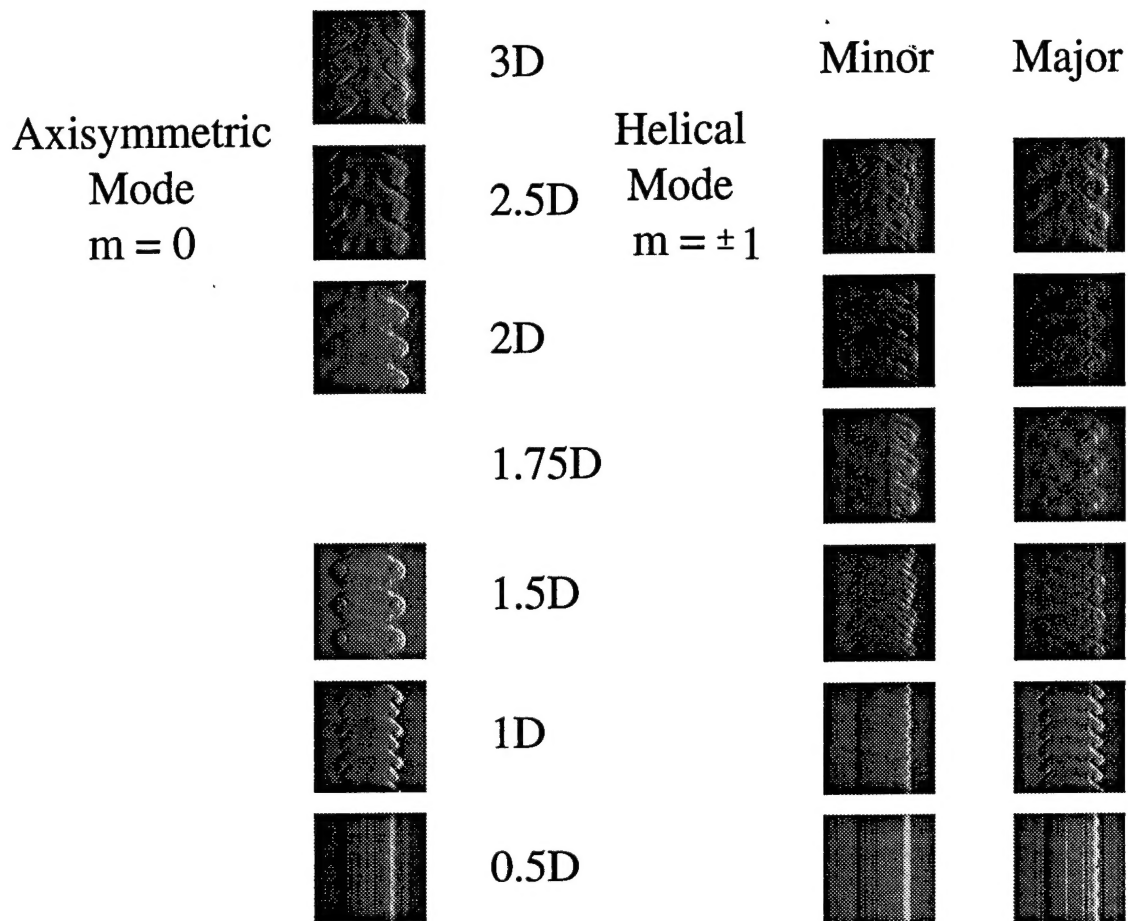 Axisymmetric
Mode
m = 0
3D
2.5D
2D
1.75D
1.5D
1D
0.5D
Helical
Mode
m = ±1
Minor
Major